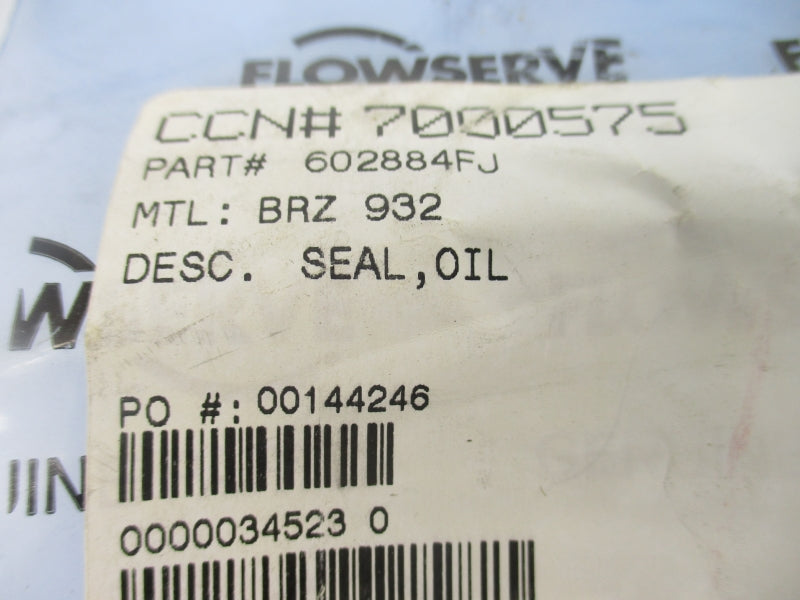 FLOWSERVE
CCN# 7000575
PART# 602884FJ
MTL: BRZ 932
DESC. SEAL,OIL
PO #: 00144246
0000034523 0